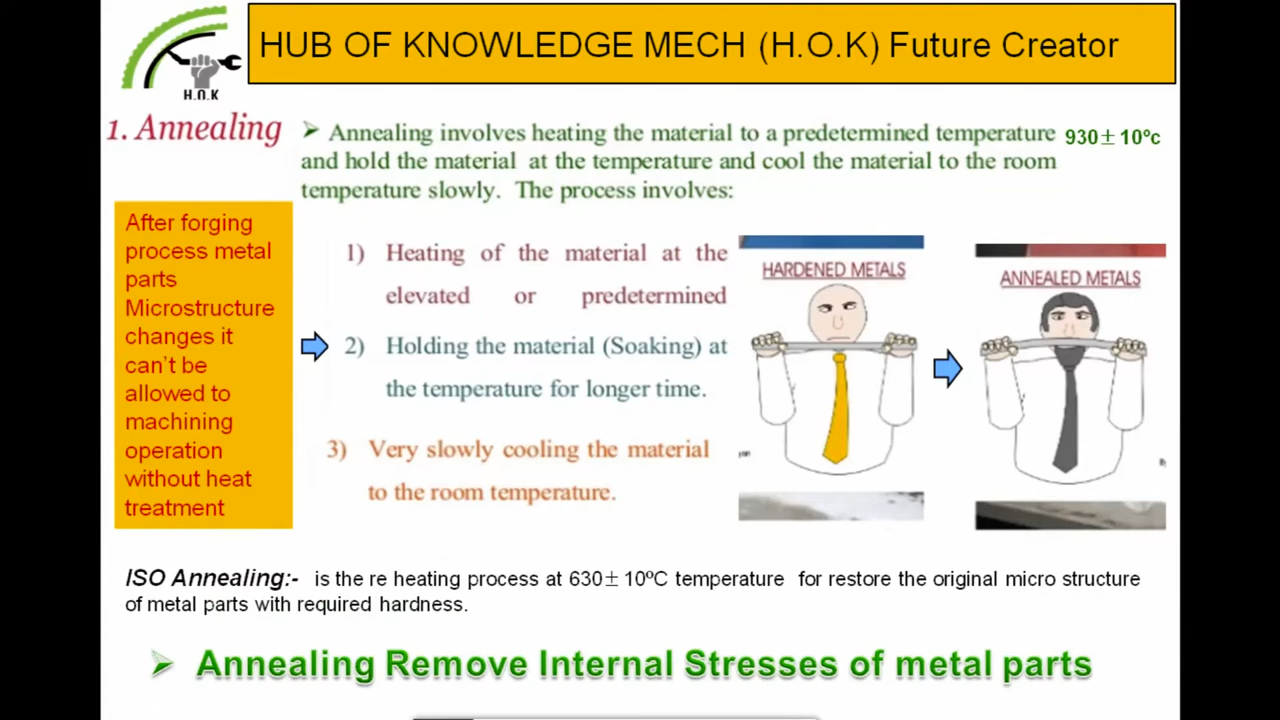 HUB OF KNOWLEDGE MECH (H.O.K) Future Creator
H.O.K
1. Annealing
➤ Annealing involves heating the material to a predetermined temperature 930±10ºc
and hold the material at the temperature and cool the material to the room
temperature slowly. The process involves:
After forging
process metal
parts
Microstructure
changes it
can't be
allowed to
machining
operation
without heat
treatment
1) Heating of the material at the
elevated or predetermined
2) Holding the material (Soaking) at
the temperature for longer time.
3) Very slowly cooling the material
to the room temperature.
HARDENED METALS
ANNEALED METALS
ISO Annealing:- is the re heating process at 630±10ºC temperature for restore the original micro structure
of metal parts with required hardness.
➤ Annealing Remove Internal Stresses of metal parts